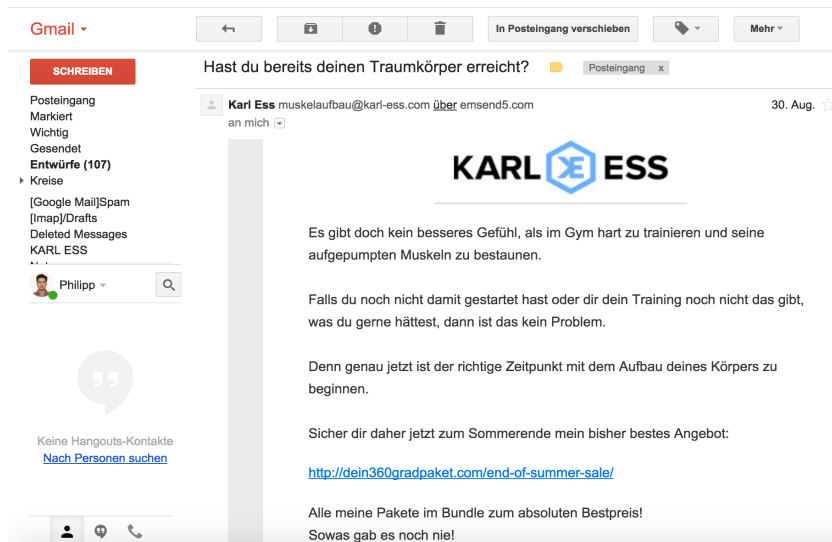 Gmail
In Posteingang verschieben
Mehr
SCHREIBEN
Posteingang
Markiert
Wichtig
Gesendet
Entwürfe (107)
Kreise
[Google Mail]Spam
[Imap]/Drafts
Deleted Messages
KARL ESS
Philipp
Keine Hangouts-Kontakte
Nach Personen suchen
Hast du bereits deinen Traumkörper erreicht?
Posteingang x
Karl Ess muskelaufbau@karl-ess.com über emsend5.com
30. Aug.
an mich
KARL KE ESS
Es gibt doch kein besseres Gefühl, als im Gym hart zu trainieren und seine
aufgepumpten Muskeln zu bestaunen.
Falls du noch nicht damit gestartet hast oder dir dein Training noch nicht das gibt,
was du gerne hättest, dann ist das kein Problem.
Denn genau jetzt ist der richtige Zeitpunkt mit dem Aufbau deines Körpers zu
beginnen.
Sicher dir daher jetzt zum Sommerende mein bisher bestes Angebot:
http://dein360gradpaket.com/end-of-summer-sale/
Alle meine Pakete im Bundle zum absoluten Bestpreis!
Sowas gab es noch nie!